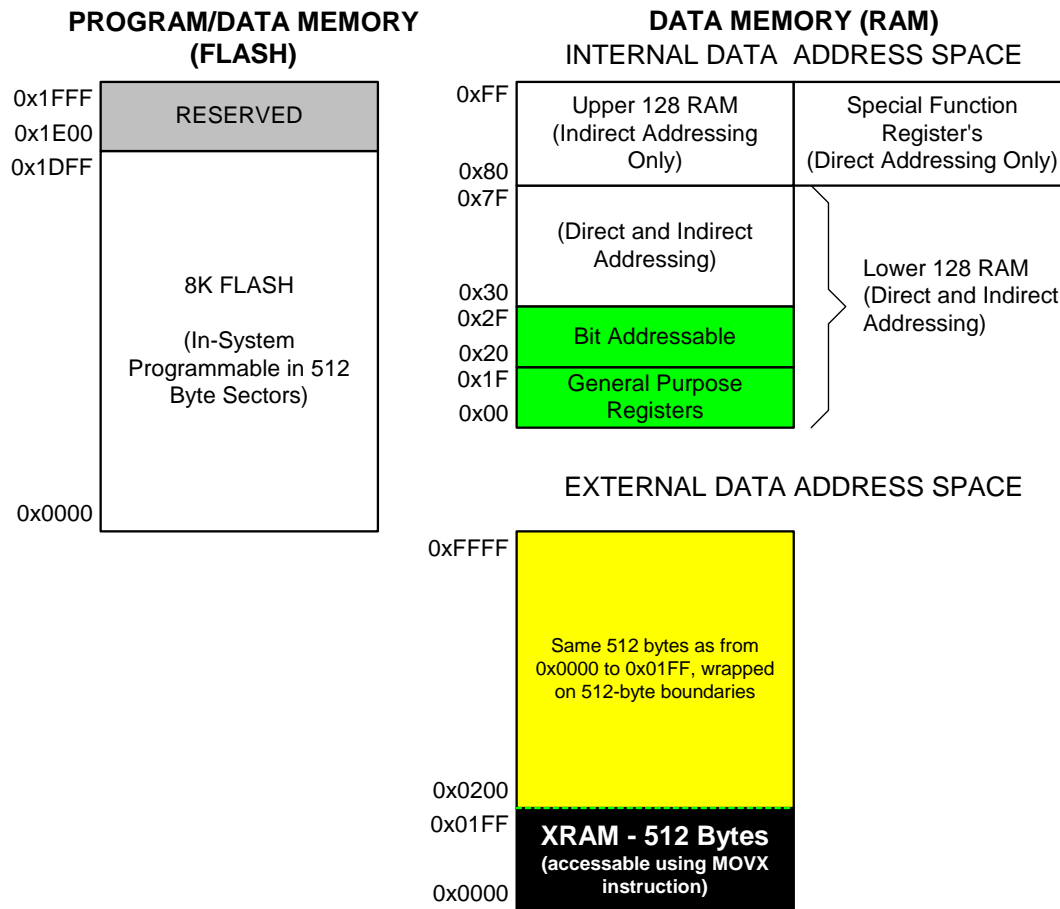 PROGRAM/DATA MEMORY
(FLASH)
0x1FFF
RESERVED
0x1E00
0x1DFF
8K FLASH
(In-System
Programmable in 512
Byte Sectors)
0x0000
DATA MEMORY (RAM)
INTERNAL DATA ADDRESS SPACE
0xFF
Upper 128 RAM
(Indirect Addressing
Only)
Special Function
Register's
(Direct Addressing Only)
0x80
0x7F
(Direct and Indirect
Addressing)
0x30
Lower 128 RAM
(Direct and Indirect
Addressing)
0x2F
Bit Addressable
0x20
0x1F
General Purpose
Registers
0x00
EXTERNAL DATA ADDRESS SPACE
0xFFFF
Same 512 bytes as from
0x0000 to 0x01FF, wrapped
on 512-byte boundaries
0x0200
0x01FF
XRAM - 512 Bytes
(accessable using MOVX
instruction)
0x0000